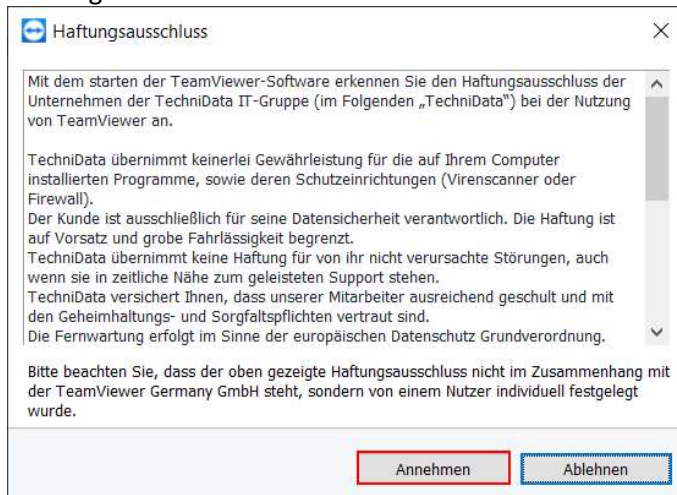 Haftungsausschluss
Mit dem starten der TeamViewer-Software erkennen Sie den Haftungsausschluss der
Unternehmen der TechniData IT-Gruppe (im Folgenden „TechniData") bei der Nutzung
von TeamViewer an.
TechniData übernimmt keinerlei Gewährleistung für die auf Ihrem Computer
installierten Programme, sowie deren Schutzeinrichtungen (Virenscanner oder
Firewall).
Der Kunde ist ausschließlich für seine Datensicherheit verantwortlich. Die Haftung ist
auf Vorsatz und grobe Fahrlässigkeit begrenzt.
TechniData übernimmt keine Haftung für von ihr nicht verursachte Störungen, auch
wenn sie in zeitliche Nähe zum geleisteten Support stehen.
TechniData versichert Ihnen, dass unserer Mitarbeiter ausreichend geschult und mit
den Geheimhaltungs- und Sorgfaltspflichten vertraut sind.
Die Fernwartung erfolgt im Sinne der europäischen Datenschutz Grundverordnung.
Bitte beachten Sie, dass der oben gezeigte Haftungsausschluss nicht im Zusammenhang mit
der TeamViewer Germany GmbH steht, sondern von einem Nutzer individuell festgelegt
wurde.
Annehmen Ablehnen